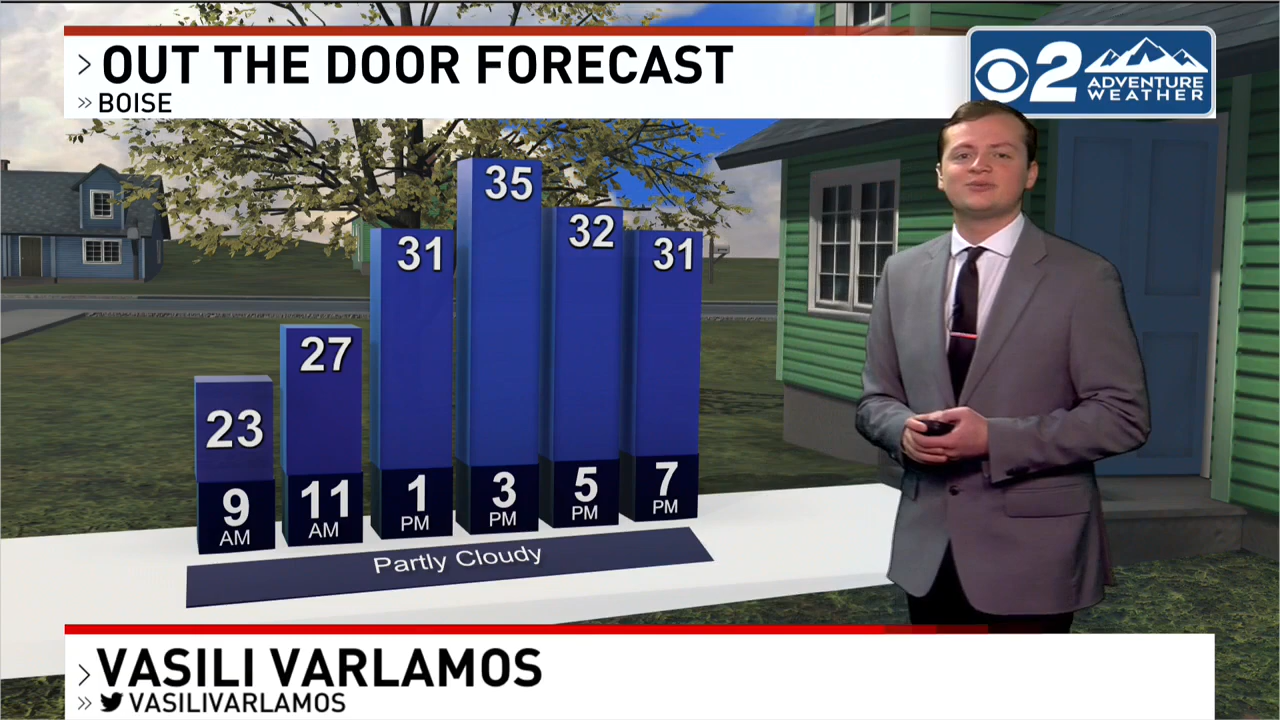 > OUT THE DOOR FORECAST
» BOISE
2 ADVENTURE WEATHER
23 27 31 35 32 31
9 AM 11 AM 1 PM 3 PM 5 PM 7 PM
Partly Cloudy
> VASILI VARLAMOS
» VASILIVARLAMOS